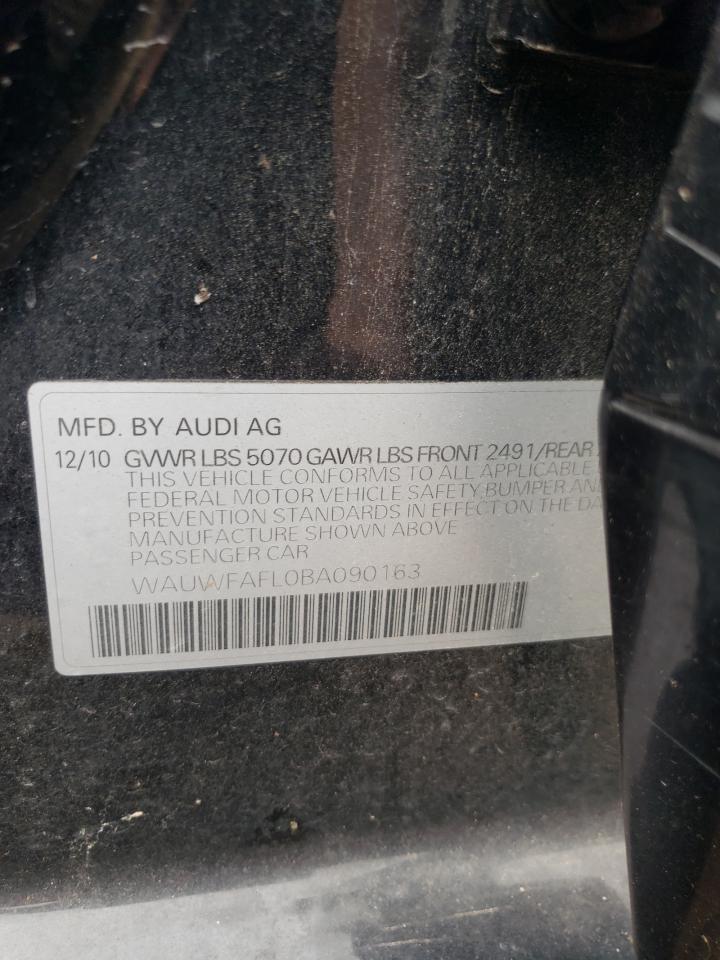 MFD. BY AUDI AG
12/10 GVWR LBS 5070 GAWR LBS FRONT 2491/REAR
THIS VEHICLE CONFORMS TO ALL APPLICABLE
FEDERAL MOTOR VEHICLE SAFETY,BUMPER AND
PREVENTION STANDARDS IN EFFECT ON THE DA
MANUFACTURE SHOWN ABOVE
PASSENGER CAR
WAUWFAFL0BA090163